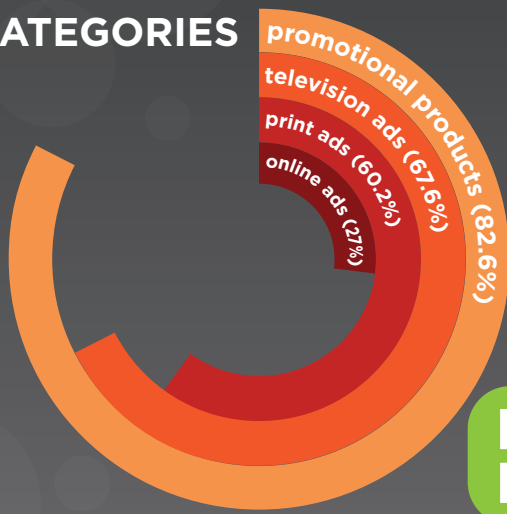 ATEGORIES
promotional products (82.6%)
television ads (67.6%)
print ads (60.2%)
online ads (27%)